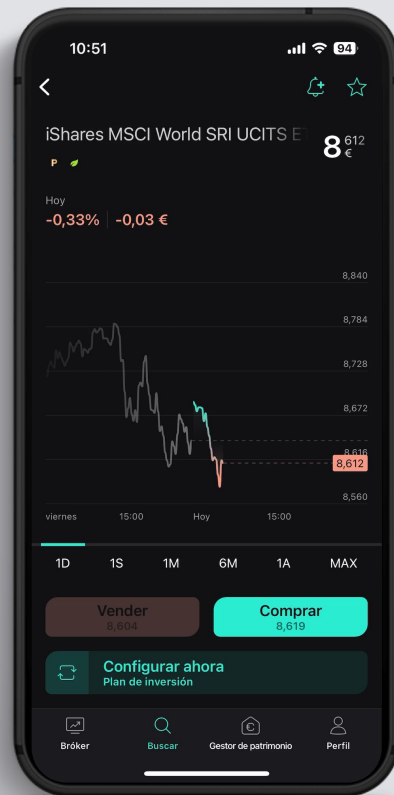 10:51
94
iShares MSCI World SRI UCITS E
8 612 €
P
Hoy
-0,33% -0,03 €
8,840
8,784
8,728
8,672
8,616
8,612
8,560
viernes 15:00 Hoy 15:00
1D 1S 1M 6M 1A MAX
Vender
8,604
Comprar
8,619
Configurar ahora
Plan de inversión
Bróker Buscar Gestor de patrimonio Perfil